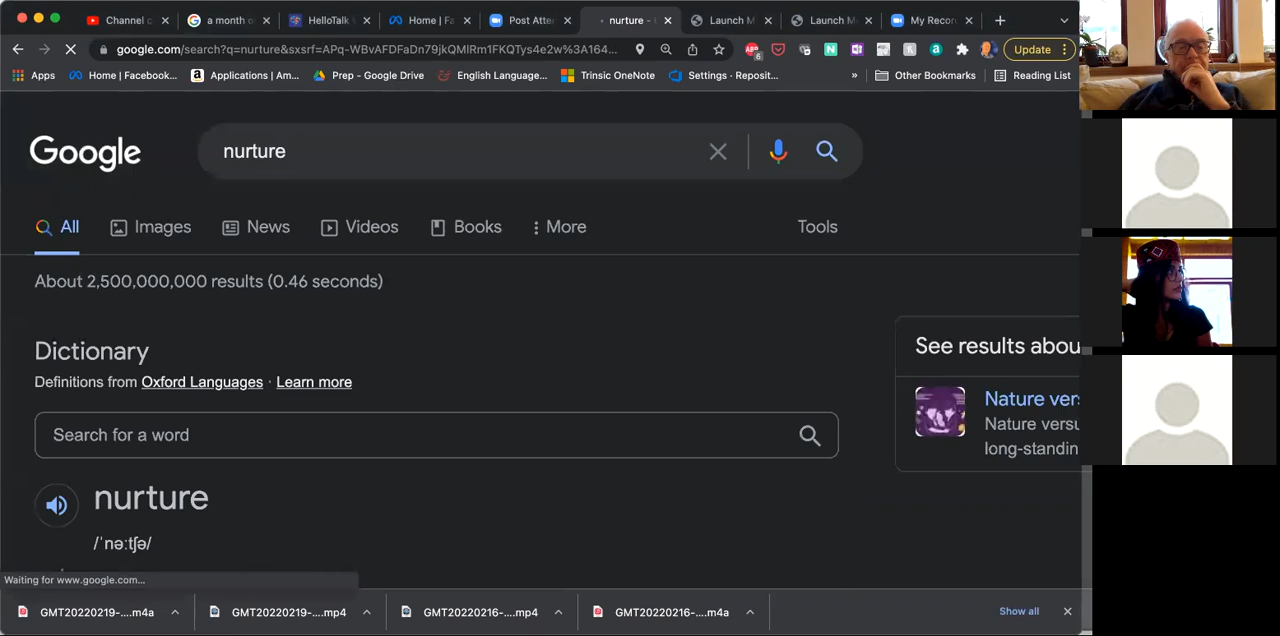 Channel c
a month o
HelloTalk
Home | Fa
Post Atte
nurture -
Launch M
Launch M
My Recor
google.com/search?q=nurture&sxsrf=APq-WBvAFDFaDn79jkQMlRm1FKQTys4e2w%3A164...
Update
Apps
Home | Facebook...
Applications | Am...
Prep - Google Drive
English Language...
Trinsic OneNote
Settings · Reposit...
»
Other Bookmarks
Reading List
Google
nurture
All
Images
News
Videos
Books
More
Tools
About 2,500,000,000 results (0.46 seconds)
Dictionary
Definitions from Oxford Languages · Learn more
Search for a word
nurture
/ˈnəːtʃə/
See results abou
Nature vers
Nature versu
long-standin
Waiting for www.google.com...
GMT20220219-....m4a
GMT20220219-....mp4
GMT20220216-....mp4
GMT20220216-....m4a
Show all